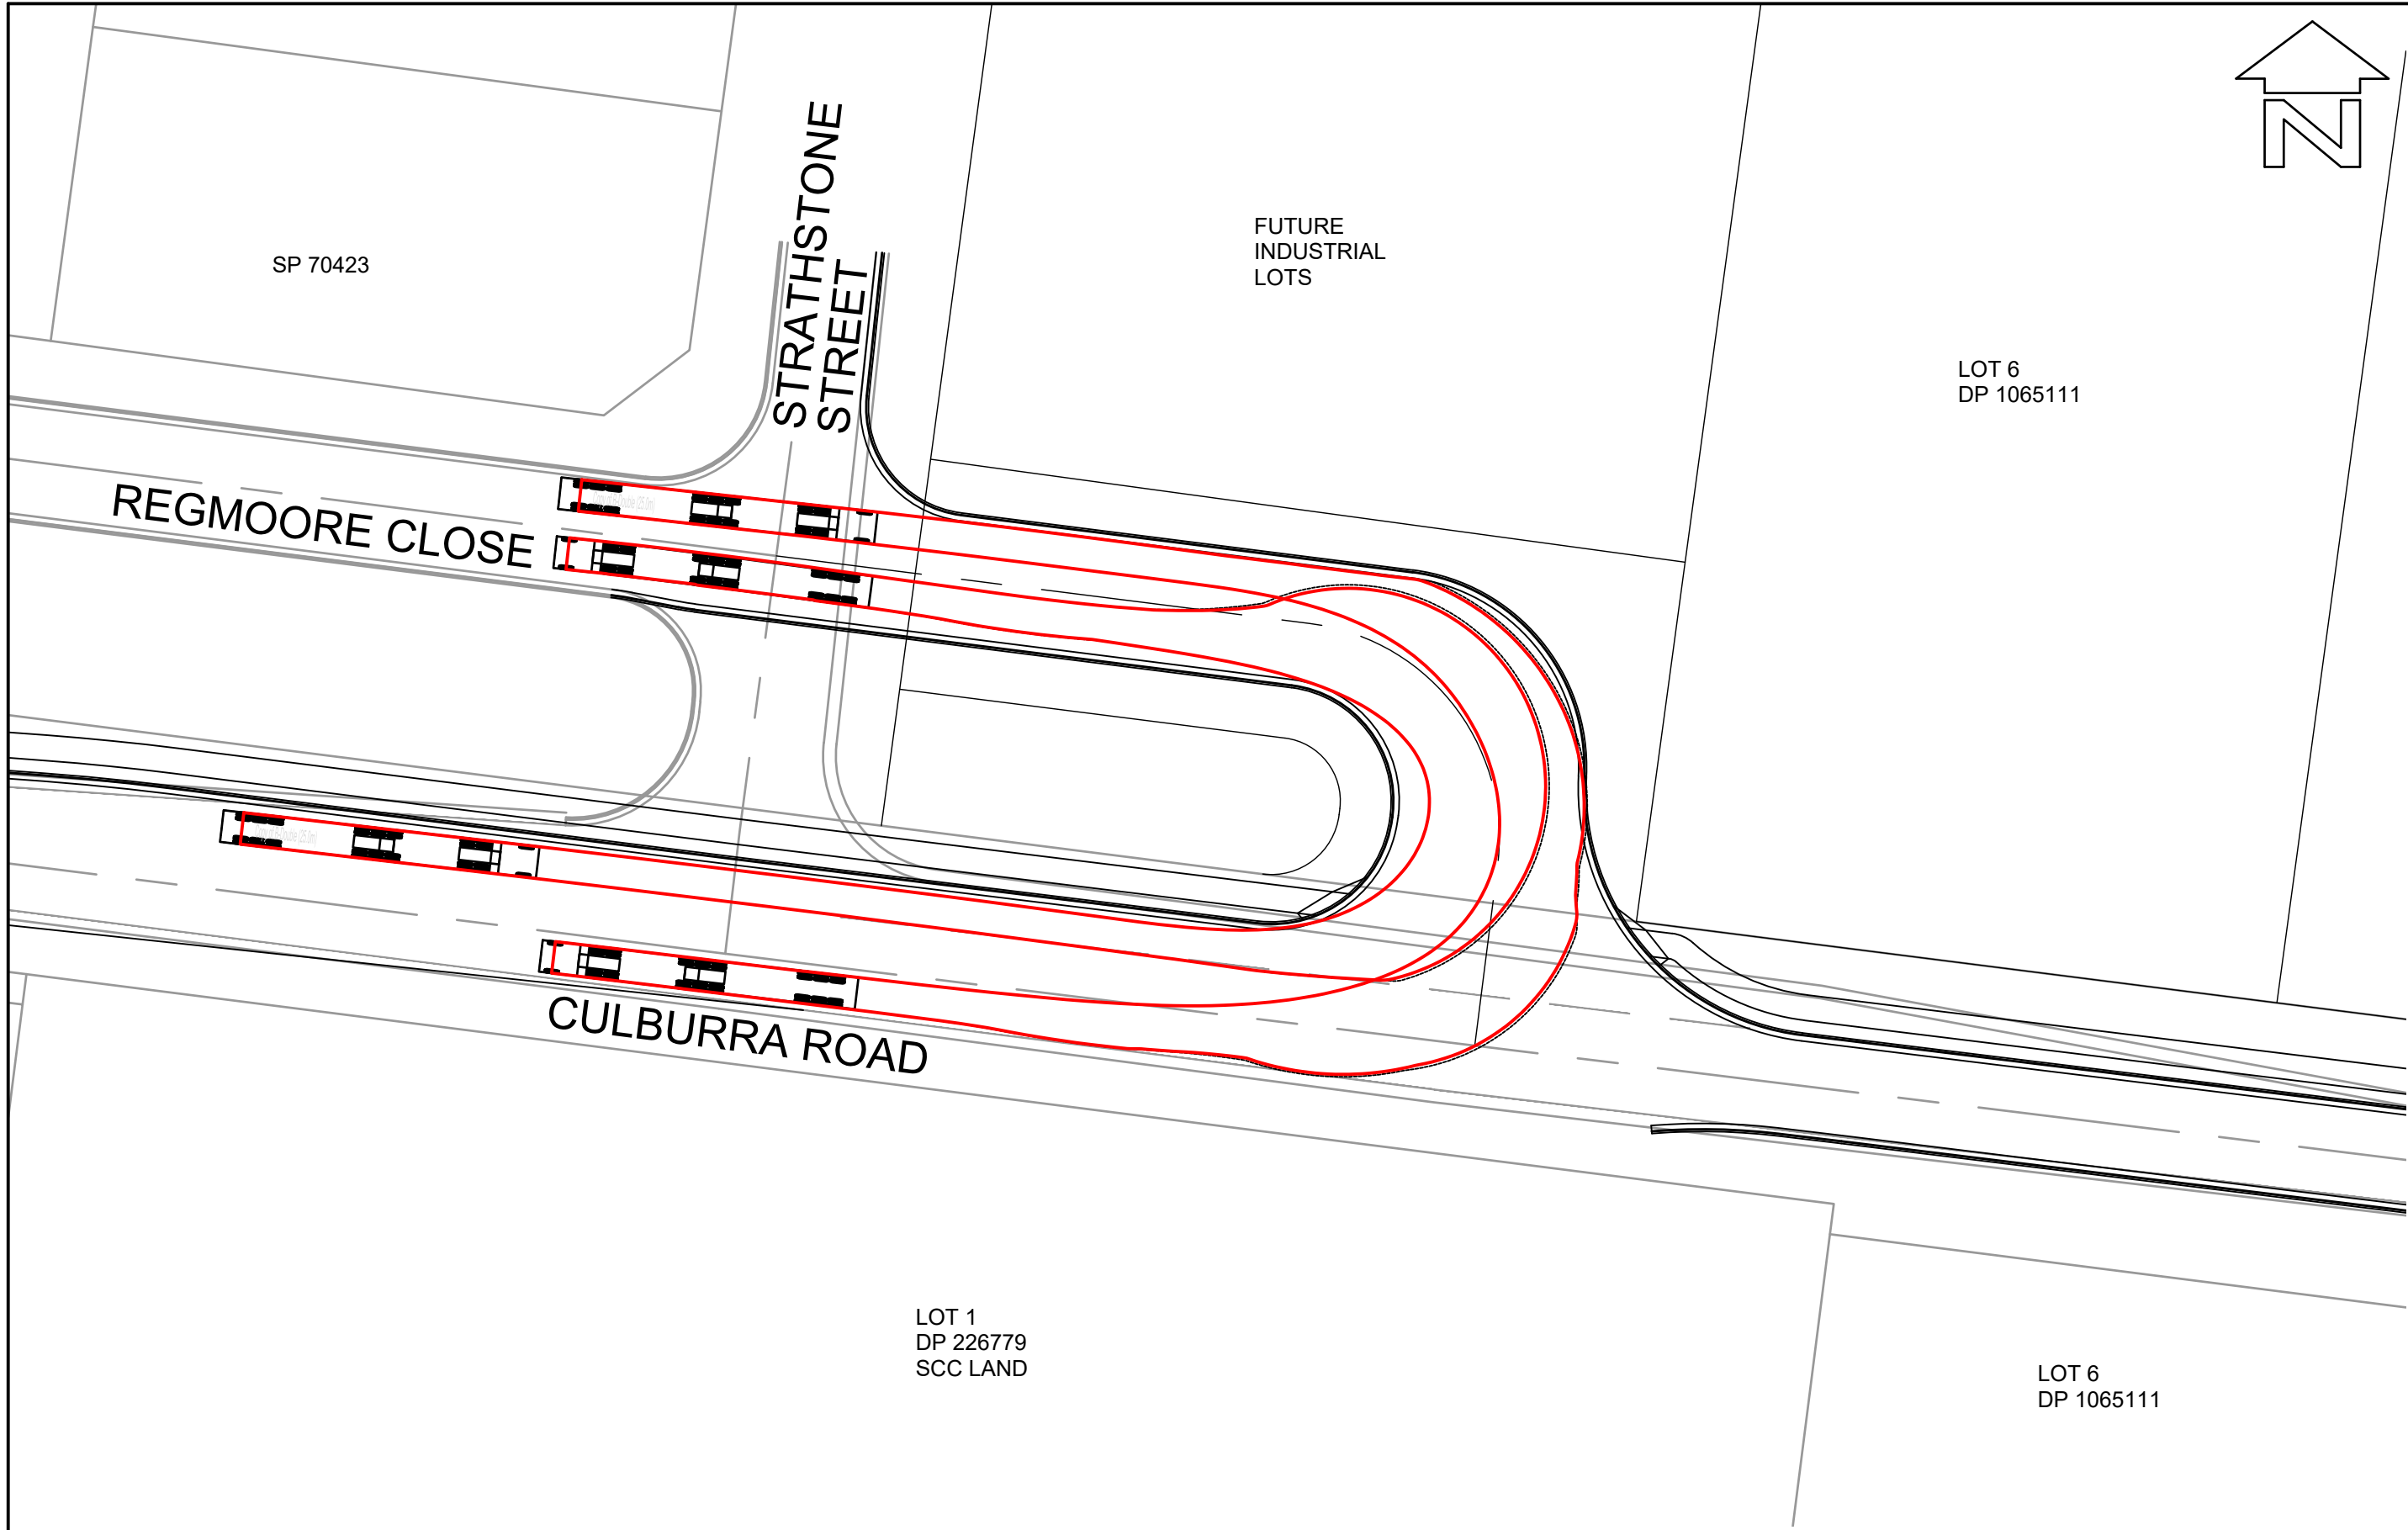 STRATHSTONE
STREET
N
FUTURE
INDUSTRIAL
LOTS
SP 70423
LOT 6
DP 1065111
REGMOORE CLOSE
CULBURRA ROAD
LOT 1
DP 226779
SCC LAND
LOT 6
DP 1065111